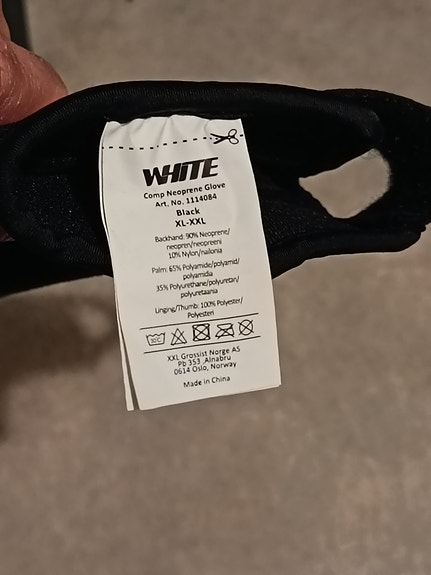 WHITE
Comp Neoprene Glove
Art. No. 1114084
Black
XL-XXL
Backhand: 90% Neoprene/
neopren/neopreeni
10% Nylon/nailonia
Palm: 65% Polyamide/polyamid/
polyamidia
35% Polyurethane/polyuretan/
polyuretaania
Linging/Thumb: 100% Polyester/
Polyesteri
30°C
XXL Grossist Norge AS
Pb 353 ,Alnabru
0614 Oslo, Norway
Made in China